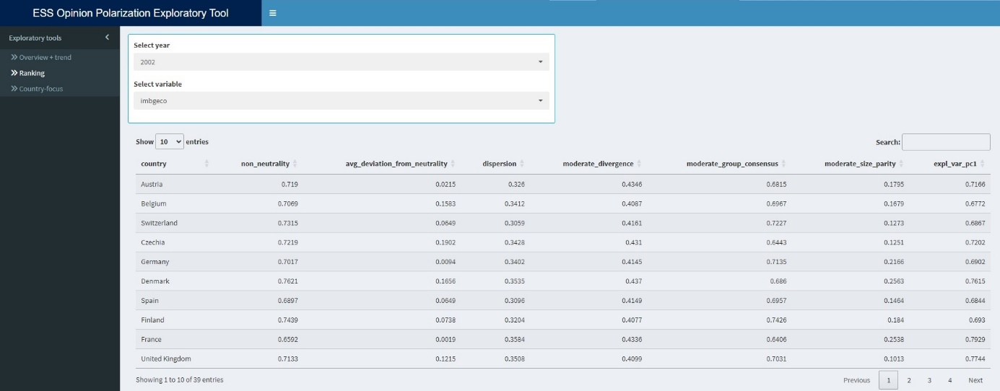 ESS Opinion Polarization Exploratory Tool
Exploratory tools
Overview + trend
Ranking
Country-focus
Select year
2002
Select variable
imbgeco
Show 10 entries Search:
country non_neutrality avg_deviation_from_neutrality dispersion moderate_divergence moderate_group_consensus moderate_size_parity expl_var_pc1
Austria 0.719 0.0215 0.326 0.4346 0.6815 0.1795 0.7166
Belgium 0.7069 0.1583 0.3412 0.4087 0.6967 0.1679 0.6772
Switzerland 0.7315 0.0649 0.3059 0.4161 0.7227 0.1273 0.6867
Czechia 0.7219 0.1902 0.3428 0.431 0.6443 0.1251 0.7202
Germany 0.7017 0.0094 0.3402 0.4145 0.7135 0.2166 0.6902
Denmark 0.7621 0.1656 0.3535 0.437 0.686 0.2563 0.7615
Spain 0.6897 0.0649 0.3096 0.4149 0.6957 0.1464 0.6844
Finland 0.7439 0.0738 0.3204 0.4077 0.7426 0.184 0.693
France 0.6592 0.0019 0.3584 0.4336 0.6406 0.2538 0.7929
United Kingdom 0.7133 0.1215 0.3508 0.4099 0.7031 0.1013 0.7744
Showing 1 to 10 of 39 entries Previous 1 2 3 4 Next